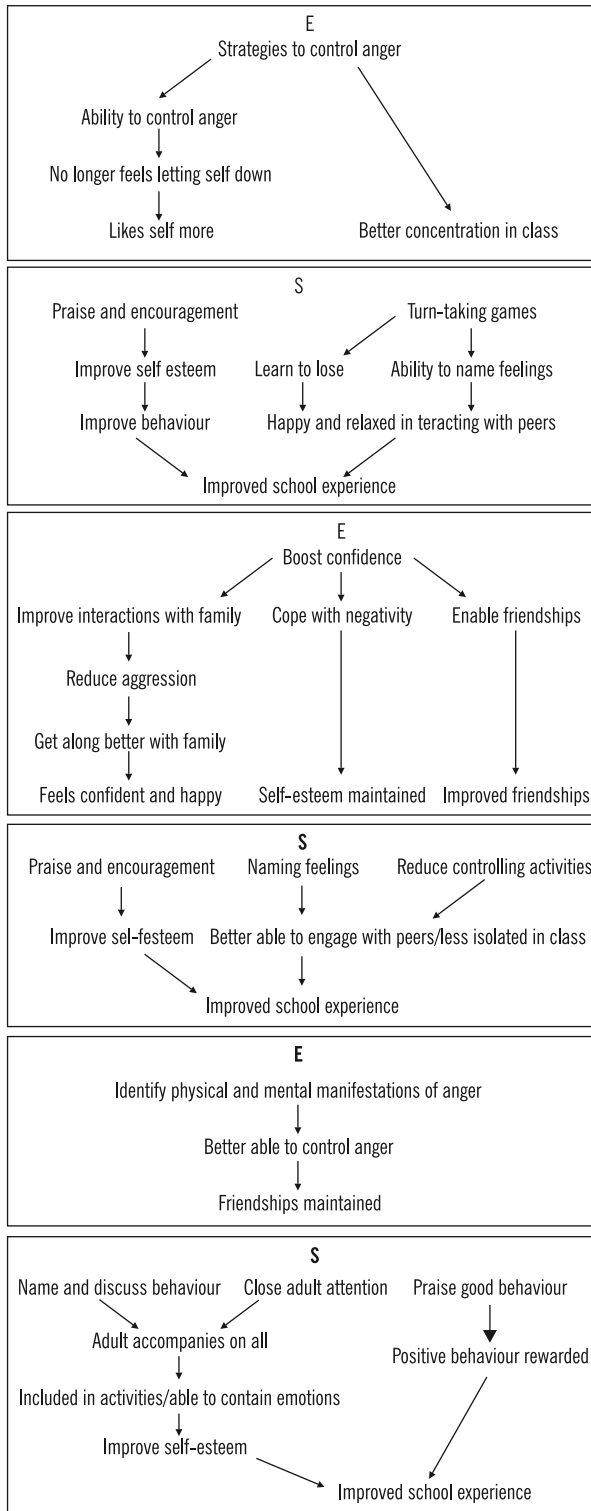 E
Strategies to control anger
Ability to control anger
No longer feels letting self down
Likes self more Better concentration in class
S
Praise and encouragement Turn-taking games
Improve self esteem Learn to lose Ability to name feelings
Improve behaviour Happy and relaxed in teracting with peers
Improved school experience
E
Boost confidence
Improve interactions with family Cope with negativity Enable friendships
Reduce aggression
Get along better with family
Feels confident and happy Self-esteem maintained Improved friendships
S
Praise and encouragement Naming feelings Reduce controlling activities
Improve sel-festeem Better able to engage with peers/less isolated in class
Improved school experience
E
Identify physical and mental manifestations of anger
Better able to control anger
Friendships maintained
S
Name and discuss behaviour Close adult attention Praise good behaviour
Adult accompanies on all
Positive behaviour rewarded
Included in activities/able to contain emotions
Improve self-esteem
Improved school experience